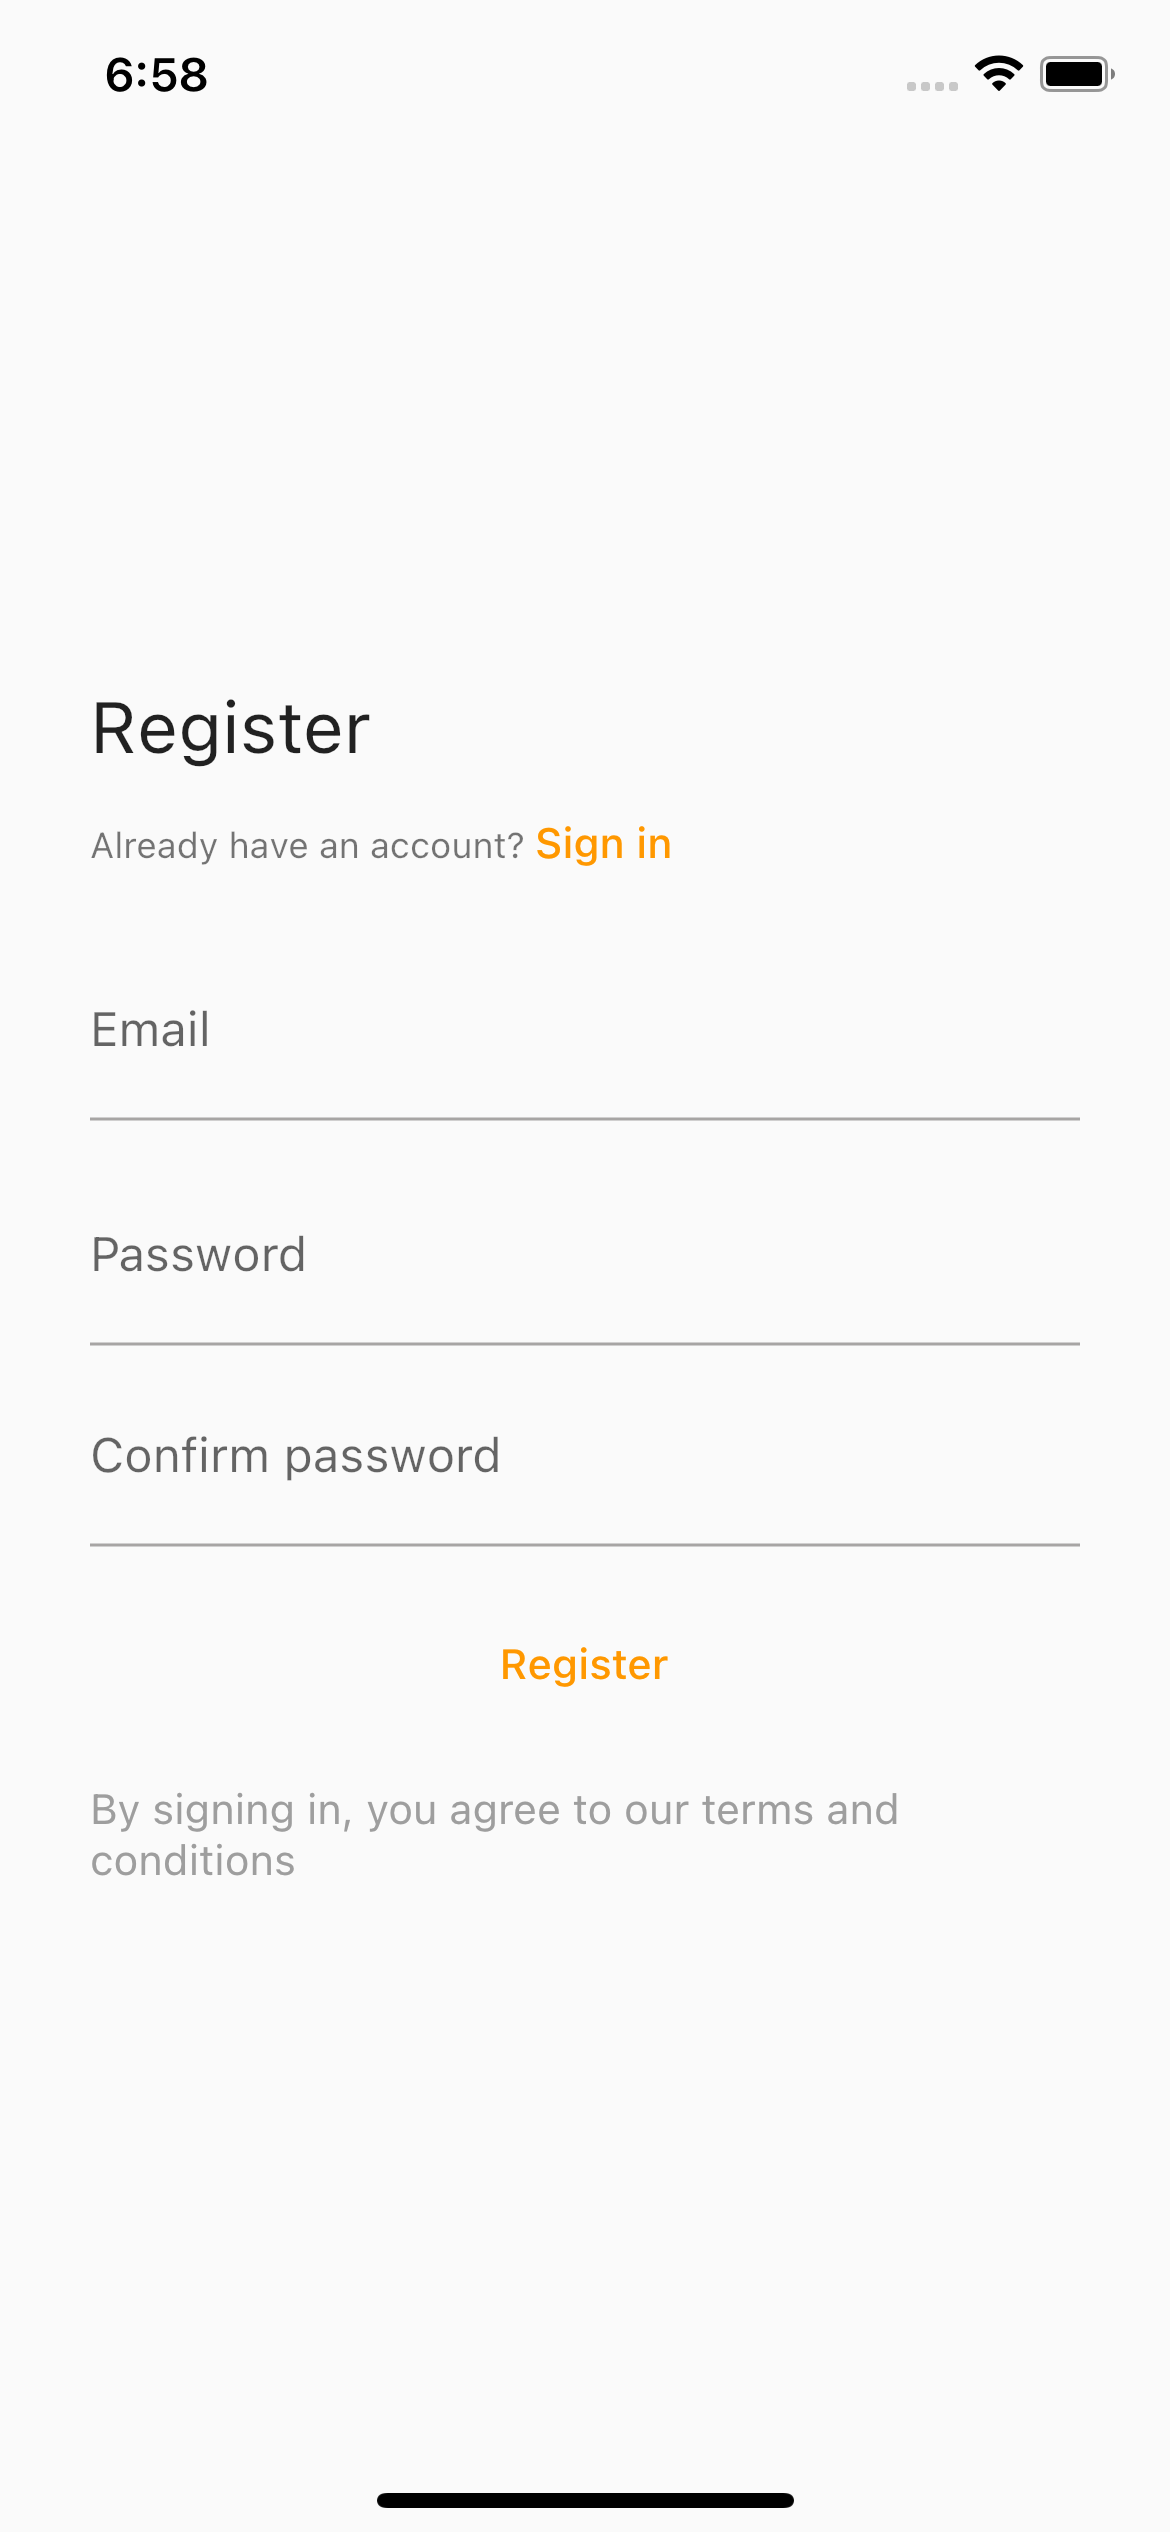 6:58
Register
Already have an account? Sign in
Email
Password
Confirm password
Register
By signing in, you agree to our terms and
conditions